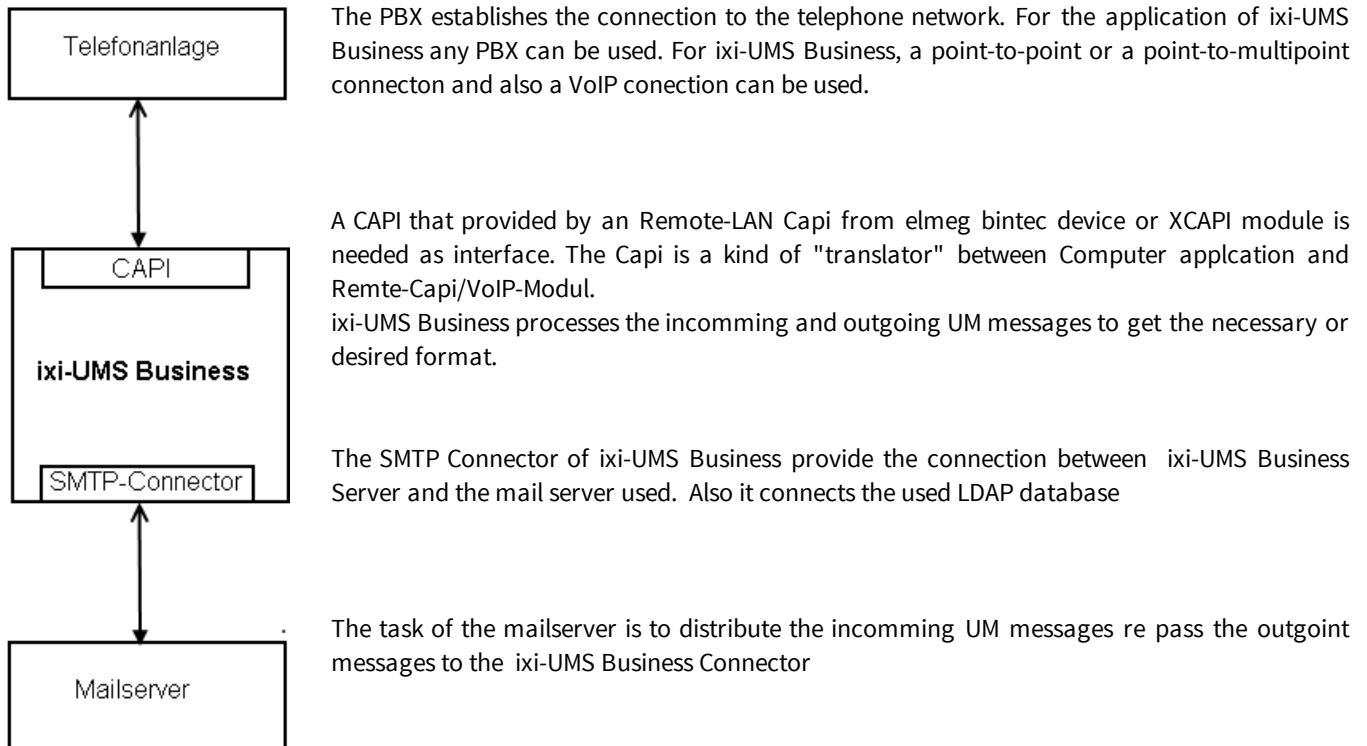 Telefonanlage
The PBX establishes the connection to the telephone network. For the application of ixi-UMS
Business any PBX can be used. For ixi-UMS Business, a point-to-point or a point-to-multipoint
connecton and also a VoIP conection can be used.
CAPI
A CAPI that provided by an Remote-LAN Capi from elmeg bintec device or XCAPI module is
needed as interface. The Capi is a kind of "translator" between Computer applcation and
Remte-Capi/VoIP-Modul.
ixi-UMS Business processes the incomming and outgoing UM messages to get the necessary or
desired format.
ixi-UMS Business
SMTP-Connector
The SMTP Connector of ixi-UMS Business provide the connection between ixi-UMS Business
Server and the mail server used. Also it connects the used LDAP database
Mailserver
The task of the mailserver is to distribute the incomming UM messages re pass the outgoint
messages to the ixi-UMS Business Connector